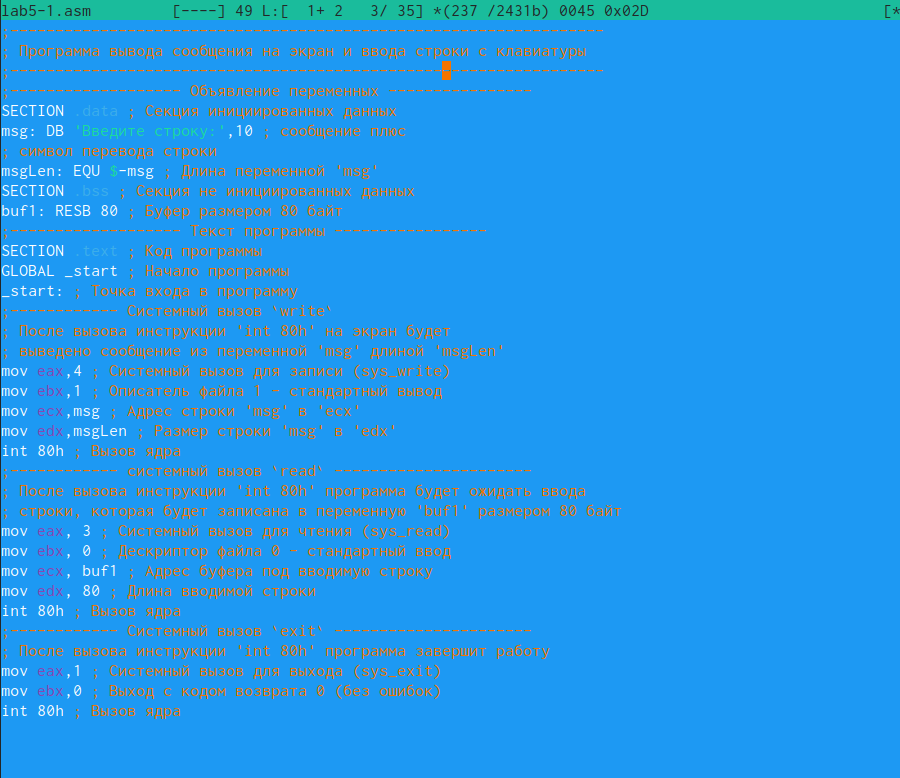 lab5-1.asm [----] 49 L:[ 1+ 2 3/ 35] *(237 /2431b) 0045 0x02D [*
;------------------------------------------------------------------
; Программа вывода сообщения на экран и ввода строки с клавиатуры
;------------------------------------------------------------------
;------------------- Объявление переменных ----------------
SECTION .data ; Секция инициированных данных
msg: DB 'Введите строку:',10 ; сообщение плюс
; символ перевода строки
msgLen: EQU $-msg ; Длина переменной 'msg'
SECTION .bss ; Секция не инициированных данных
buf1: RESB 80 ; Буфер размером 80 байт
;------------------- Текст программы -----------------
SECTION .text ; Код программы
GLOBAL _start ; Начало программы
_start: ; Точка входа в программу
;------------ Системный вызов `write`
; После вызова инструкции 'int 80h' на экран будет
; выведено сообщение из переменной 'msg' длиной 'msgLen'
mov eax,4 ; Системный вызов для записи (sys_write)
mov ebx,1 ; Описатель файла 1 - стандартный вывод
mov ecx,msg ; Адрес строки 'msg' в 'ecx'
mov edx,msgLen ; Размер строки 'msg' в 'edx'
int 80h ; Вызов ядра
;------------ системный вызов `read` ----------------------
; После вызова инструкции 'int 80h' программа будет ожидать ввода
; строки, которая будет записана в переменную 'buf1' размером 80 байт
mov eax, 3 ; Системный вызов для чтения (sys_read)
mov ebx, 0 ; Дескриптор файла 0 - стандартный ввод
mov ecx, buf1 ; Адрес буфера под вводимую строку
mov edx, 80 ; Длина вводимой строки
int 80h ; Вызов ядра
;------------ Системный вызов `exit` ----------------------
; После вызова инструкции 'int 80h' программа завершит работу
mov eax,1 ; Системный вызов для выхода (sys_exit)
mov ebx,0 ; Выход с кодом возврата 0 (без ошибок)
int 80h ; Вызов ядра